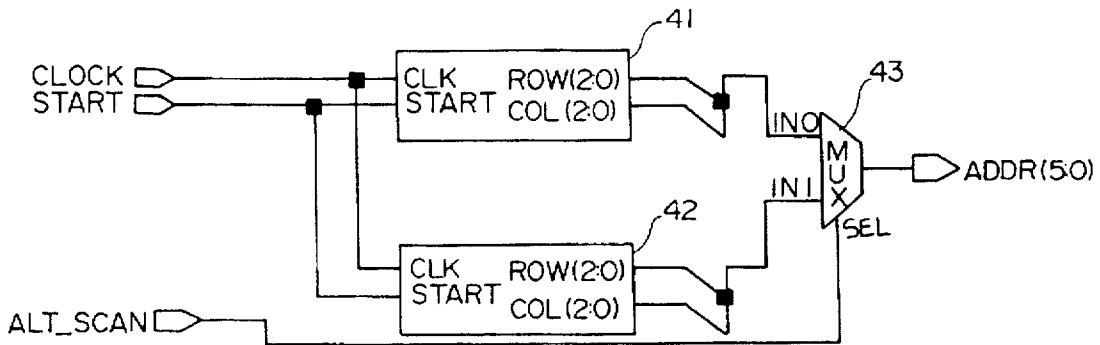 41
CLOCK
START
CLK ROW(2:0)
START COL(2:0)
43
IN0
MUX
ADDR(5:0)
IN1
SEL
42
CLK ROW(2:0)
START COL(2:0)
ALT_SCAN